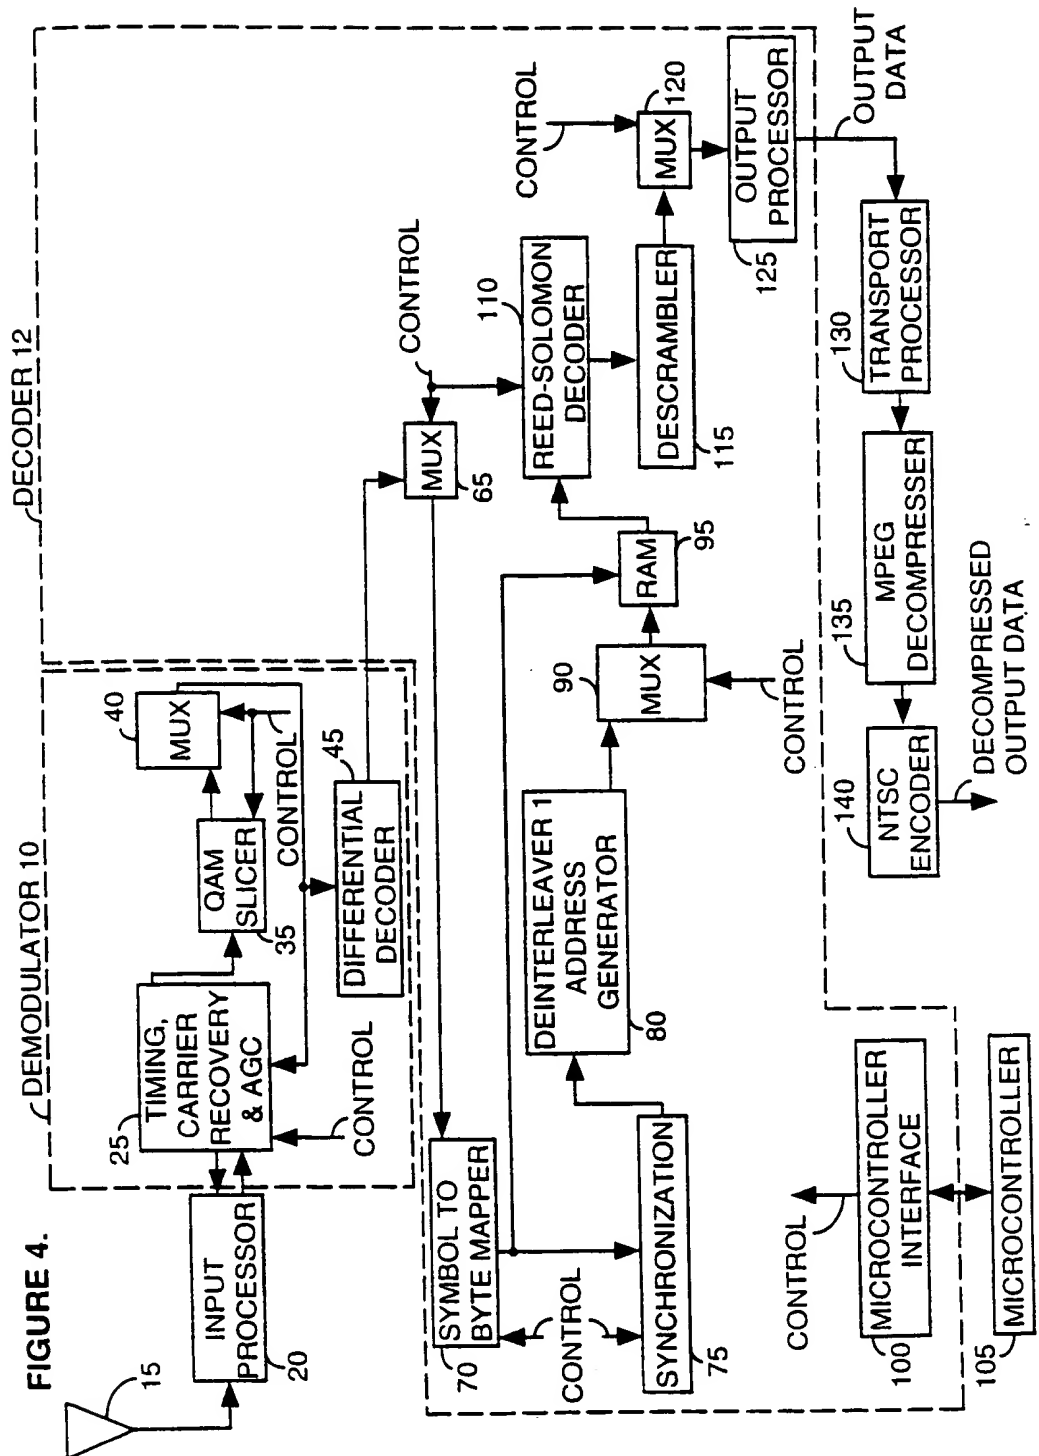 FIGURE 4.
DEMODULATOR 10
DECODER 12
15
INPUT
PROCESSOR
20
25
TIMING,
CARRIER
RECOVERY
& AGC
CONTROL
QAM
SLICER
35
40
MUX
CONTROL
45
DIFFERENTIAL
DECODER
CONTROL
MUX
65
SYMBOL TO
BYTE MAPPER
70
CONTROL
SYNCHRONIZATION
75
DEINTERLEAVER 1
ADDRESS
GENERATOR
80
90
MUX
CONTROL
RAM
95
110
REED-SOLOMON
DECODER
DESCRAMBLER
115
CONTROL
MUX
120
OUTPUT
PROCESSOR
125
OUTPUT
DATA
130
TRANSPORT
PROCESSOR
135
MPEG
DECOMPRESSER
140
NTSC
ENCODER
DECOMPRESSED
OUTPUT DATA
CONTROL
MICROCONTROLLER
INTERFACE
100
MICROCONTROLLER
105